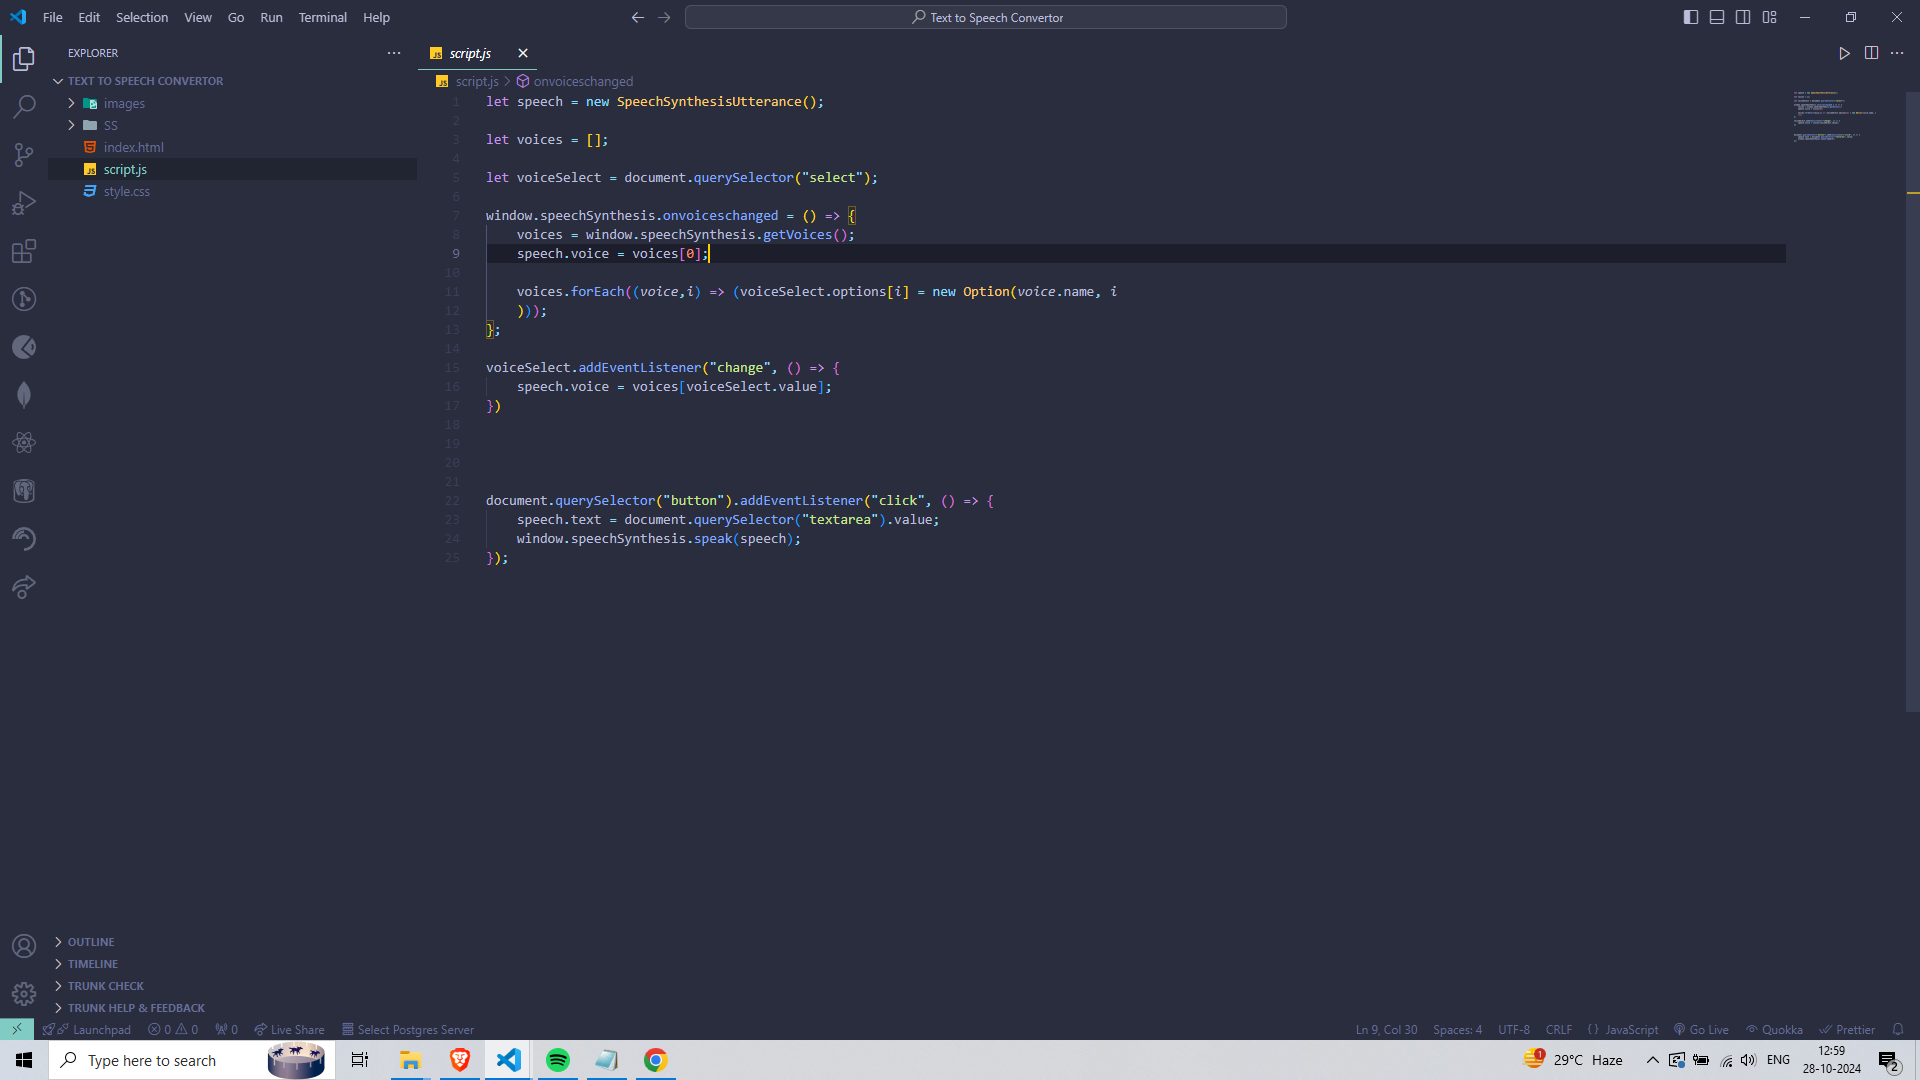 File Edit Selection View Go Run Terminal Help
Text to Speech Convertor
EXPLORER
TEXT TO SPEECH CONVERTOR
images
SS
index.html
script.js
style.css
script.js
script.js > onvoiceschanged
1 let speech = new SpeechSynthesisUtterance();
2
3 let voices = [];
4
5 let voiceSelect = document.querySelector("select");
6
7 window.speechSynthesis.onvoiceschanged = () => {
8 voices = window.speechSynthesis.getVoices();
9 speech.voice = voices[0];
10
11 voices.forEach((voice,i) => (voiceSelect.options[i] = new Option(voice.name, i
12 )));
13 };
14
15 voiceSelect.addEventListener("change", () => {
16 speech.voice = voices[voiceSelect.value];
17 })
18
19
20
21
22 document.querySelector("button").addEventListener("click", () => {
23 speech.text = document.querySelector("textarea").value;
24 window.speechSynthesis.speak(speech);
25 });
OUTLINE
TIMELINE
TRUNK CHECK
TRUNK HELP & FEEDBACK
Launchpad 0 0 0 Live Share Select Postgres Server Ln 9, Col 30 Spaces: 4 UTF-8 CRLF {} JavaScript Go Live Quokka Prettier
Type here to search
1 29°C Haze ENG 12:59
28-10-2024 2